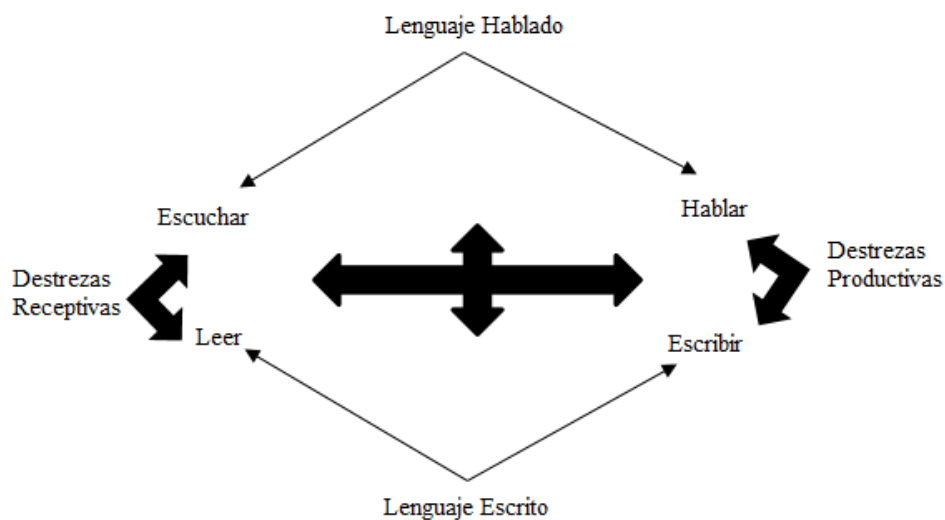 Lenguaje Hablado
Escuchar
Hablar
Destrezas
Receptivas
Destrezas
Productivas
Leer
Escribir
Lenguaje Escrito